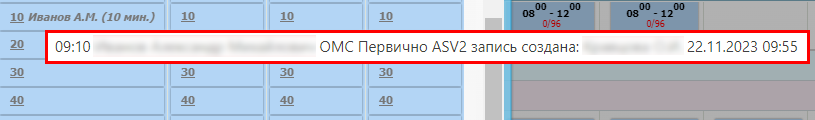 08⁰⁰ - 12⁰⁰ 08⁰⁰ - 12⁰⁰
10 Иванов А.М. (10 мин.) 10 10 10 0/96 0/96
20
09:10 ОМС Первично ASV2 запись создана: 22.11.2023 09:55
30 30 30 30
40 40 40 40